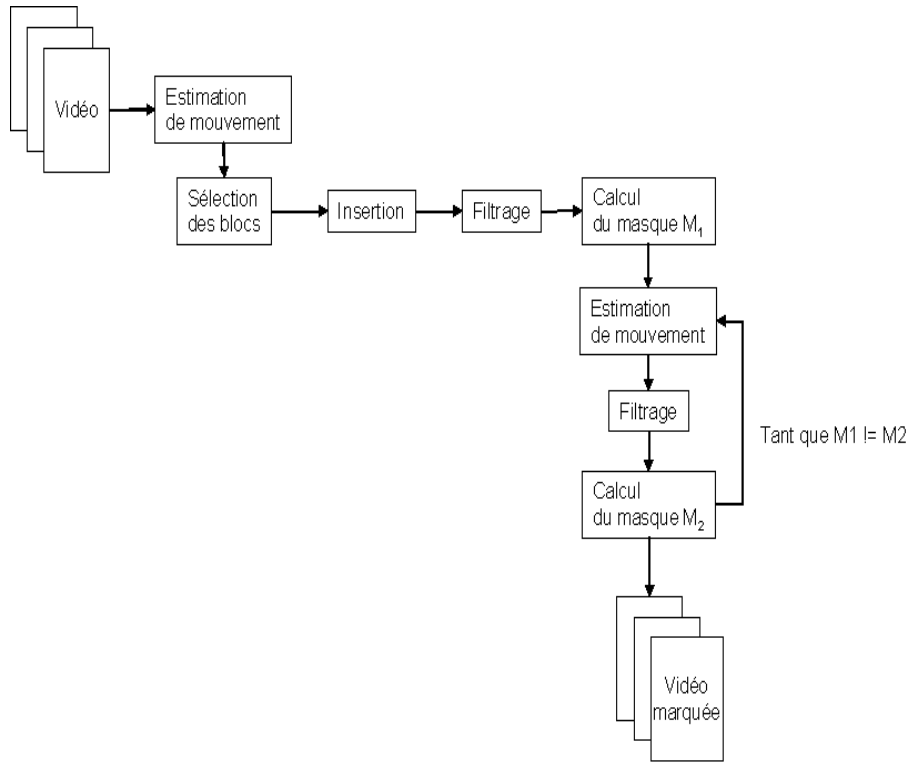 Vidéo
Estimation
de mouvement
Sélection
des blocs
Insertion
Filtrage
Calcul
du masque M₁
Estimation
de mouvement
Filtrage
Tant que M1 != M2
Calcul
du masque M₂
Vidéo
marquée